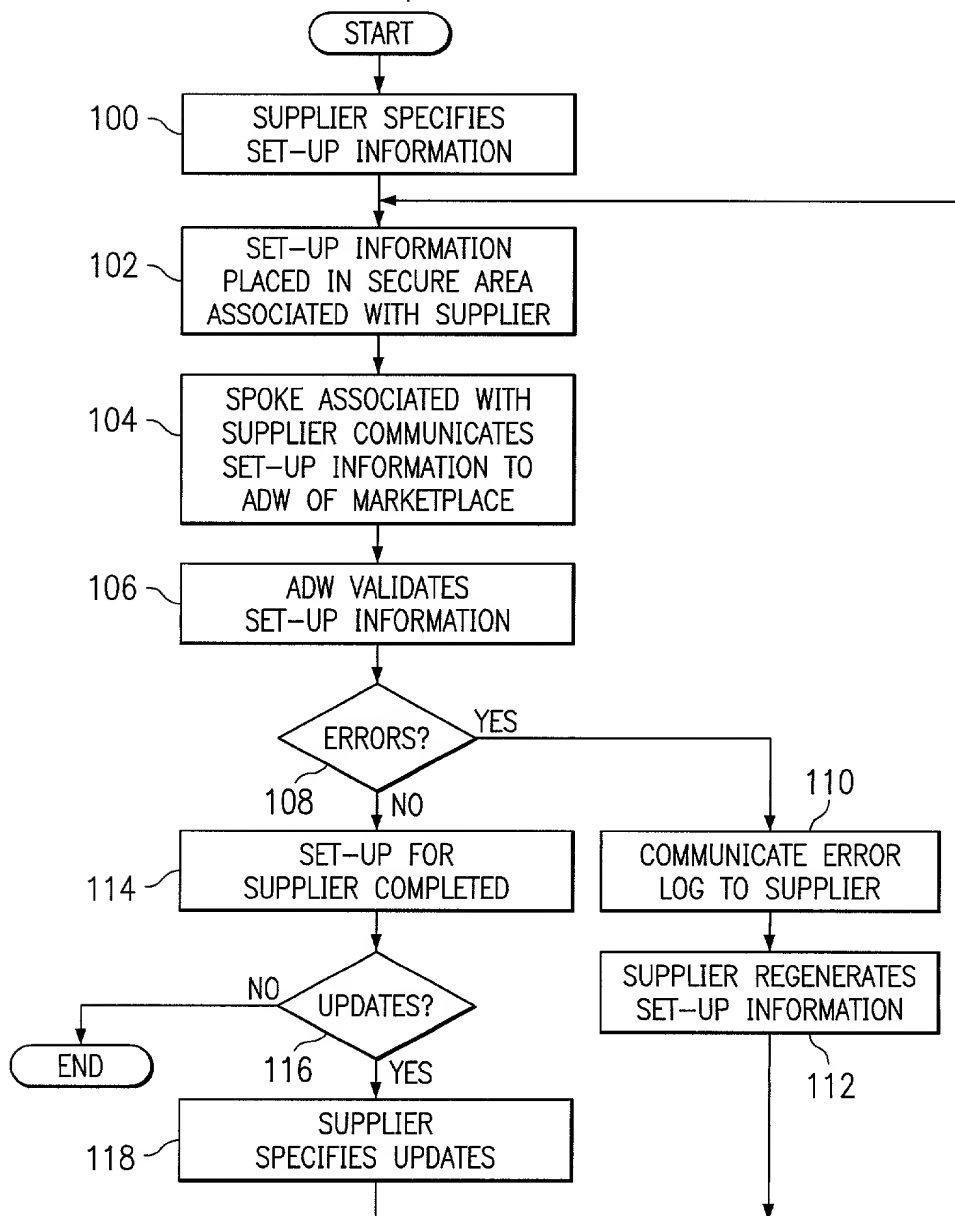 START
100
SUPPLIER SPECIFIES
SET-UP INFORMATION
102
SET-UP INFORMATION
PLACED IN SECURE AREA
ASSOCIATED WITH SUPPLIER
104
SPOKE ASSOCIATED WITH
SUPPLIER COMMUNICATES
SET-UP INFORMATION TO
ADW OF MARKETPLACE
106
ADW VALIDATES
SET-UP INFORMATION
ERRORS?
YES
108
NO
110
114
SET-UP FOR
SUPPLIER COMPLETED
COMMUNICATE ERROR
LOG TO SUPPLIER
NO
UPDATES?
116
YES
END
SUPPLIER REGENERATES
SET-UP INFORMATION
112
118
SUPPLIER
SPECIFIES UPDATES